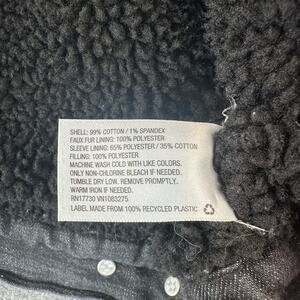 SHELL: 99% COTTON / 1% SPANDEX
FAUX FUR LINING: 100% POLYESTER
SLEEVE LINING: 65% POLYESTER / 35% COTTON
FILLING: 100% POLYESTER
MACHINE WASH COLD WITH LIKE COLORS.
ONLY NON-CHLORINE BLEACH IF NEEDED.
TUMBLE DRY LOW. REMOVE PROMPTLY.
WARM IRON IF NEEDED.
RN17730 VN1083275
LABEL MADE FROM 100% RECYCLED PLASTIC